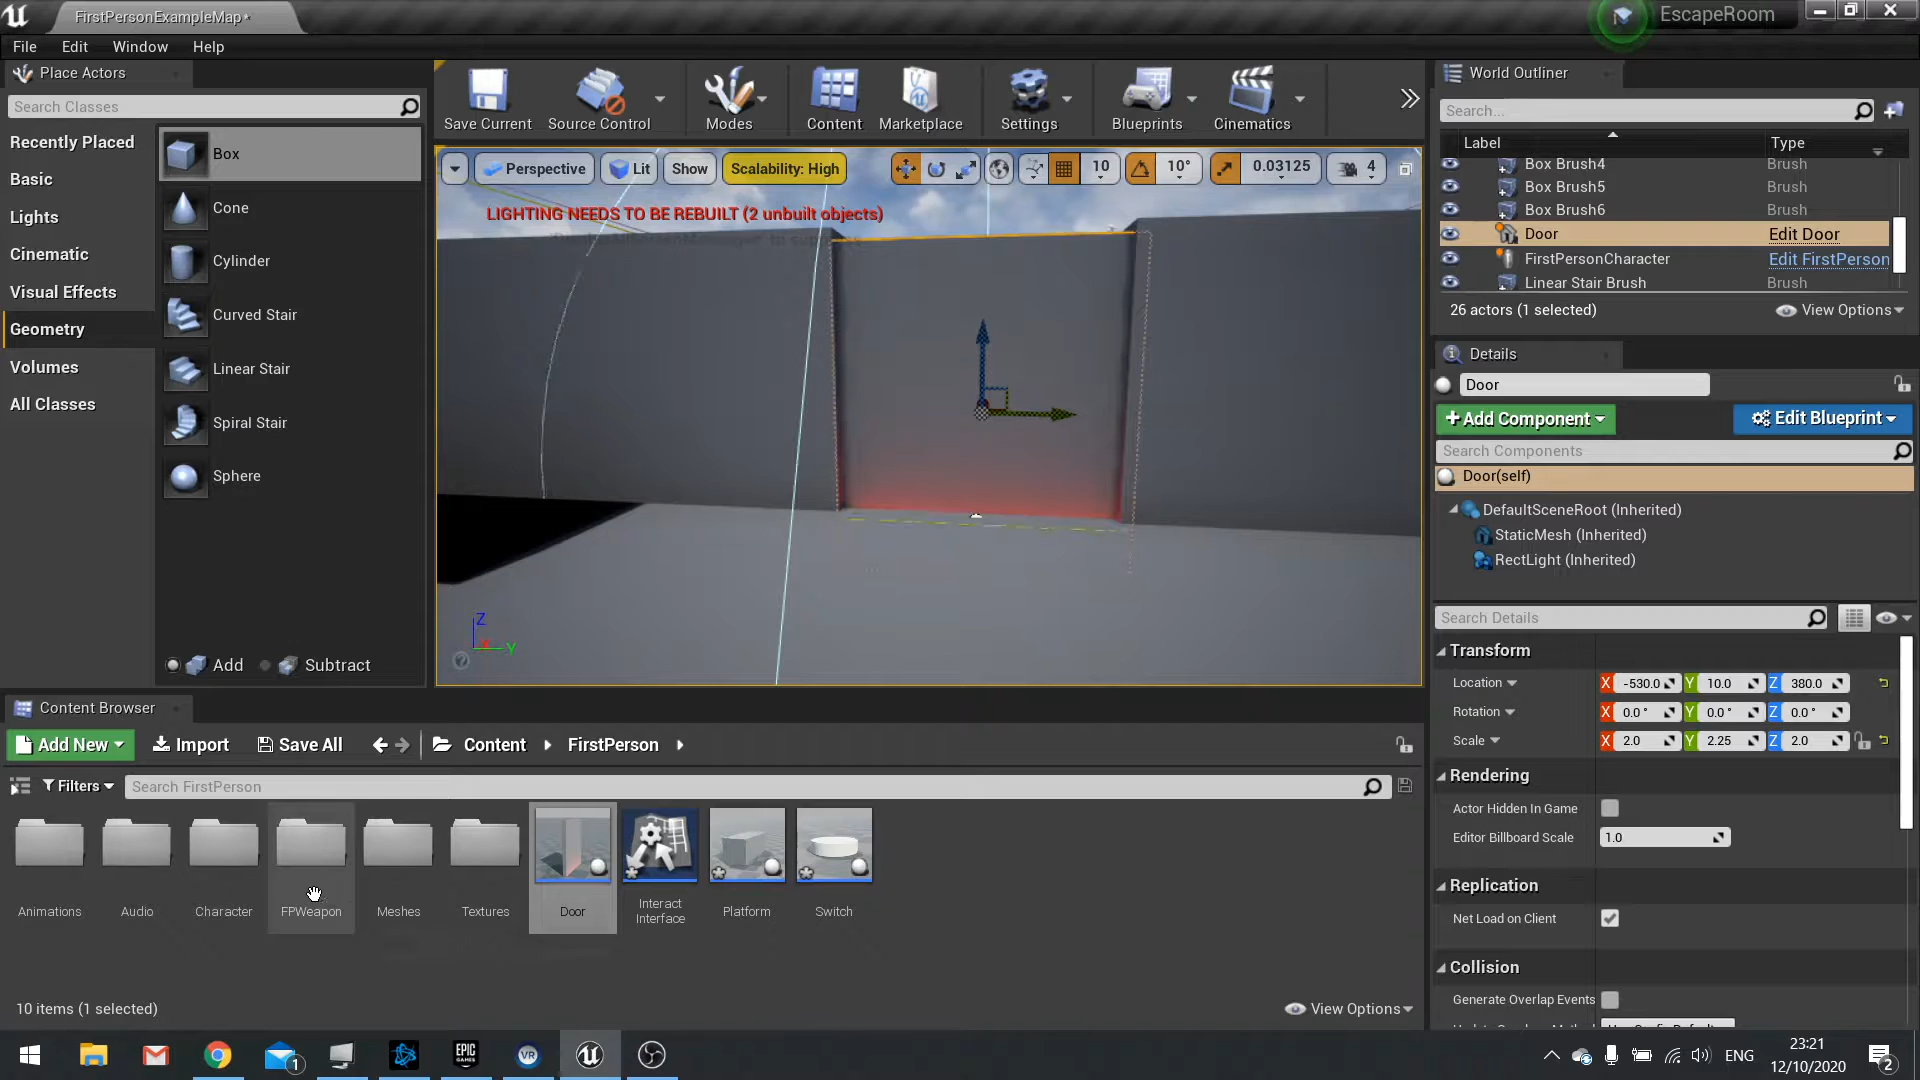 FirstPersonExampleMap*
EscapeRoom
File Edit Window Help
Place Actors
Search Classes
Recently Placed
Basic
Lights
Cinematic
Visual Effects
Geometry
Volumes
All Classes
Box
Cone
Cylinder
Curved Stair
Linear Stair
Spiral Stair
Sphere
Add Subtract
Save Current Source Control Modes Content Marketplace Settings Blueprints Cinematics
Perspective Lit Show Scalability: High 10 10° 0.03125 4
LIGHTING NEEDS TO BE REBUILT (2 unbuilt objects)
Z
Y
World Outliner
Search...
Label Type
Box Brush4 Brush
Box Brush5 Brush
Box Brush6 Brush
Door Edit Door
FirstPersonCharacter Edit FirstPerson
Linear Stair Brush Brush
26 actors (1 selected) View Options
Details
Door
+Add Component Edit Blueprint
Search Components
Door(self)
DefaultSceneRoot (Inherited)
StaticMesh (Inherited)
RectLight (Inherited)
Search Details
Transform
Location X -530.0 Y 10.0 Z 380.0
Rotation X 0.0 ° Y 0.0 ° Z 0.0 °
Scale X 2.0 Y 2.25 Z 2.0
Rendering
Actor Hidden In Game
Editor Billboard Scale 1.0
Replication
Net Load on Client
Collision
Generate Overlap Events
Content Browser
Add New Import Save All Content FirstPerson
Filters Search FirstPerson
Animations Audio Character FPWeapon Meshes Textures Door Interact Interface Platform Switch
10 items (1 selected) View Options
EPIC GAMES
VR
1
ENG
23:21
12/10/2020
2